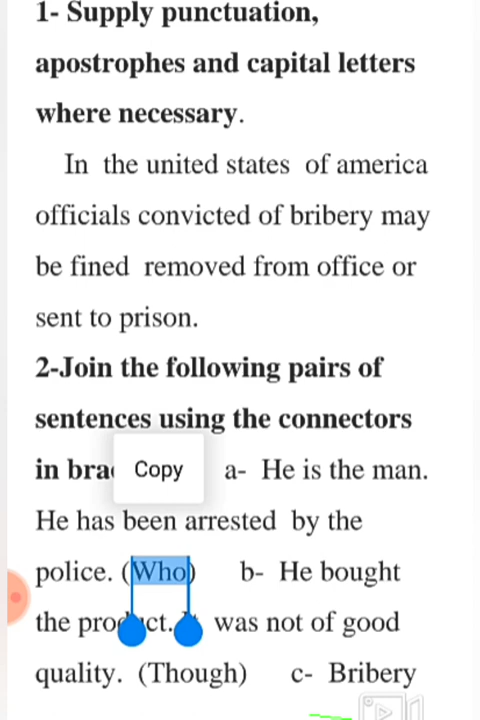 1- Supply punctuation,
apostrophes and capital letters
where necessary.
In the united states of america
officials convicted of bribery may
be fined removed from office or
sent to prison.
2-Join the following pairs of
sentences using the connectors
in bra Copy a- He is the man.
He has been arrested by the
police. (Who) b- He bought
the pro ct. was not of good
quality. (Though) c- Bribery